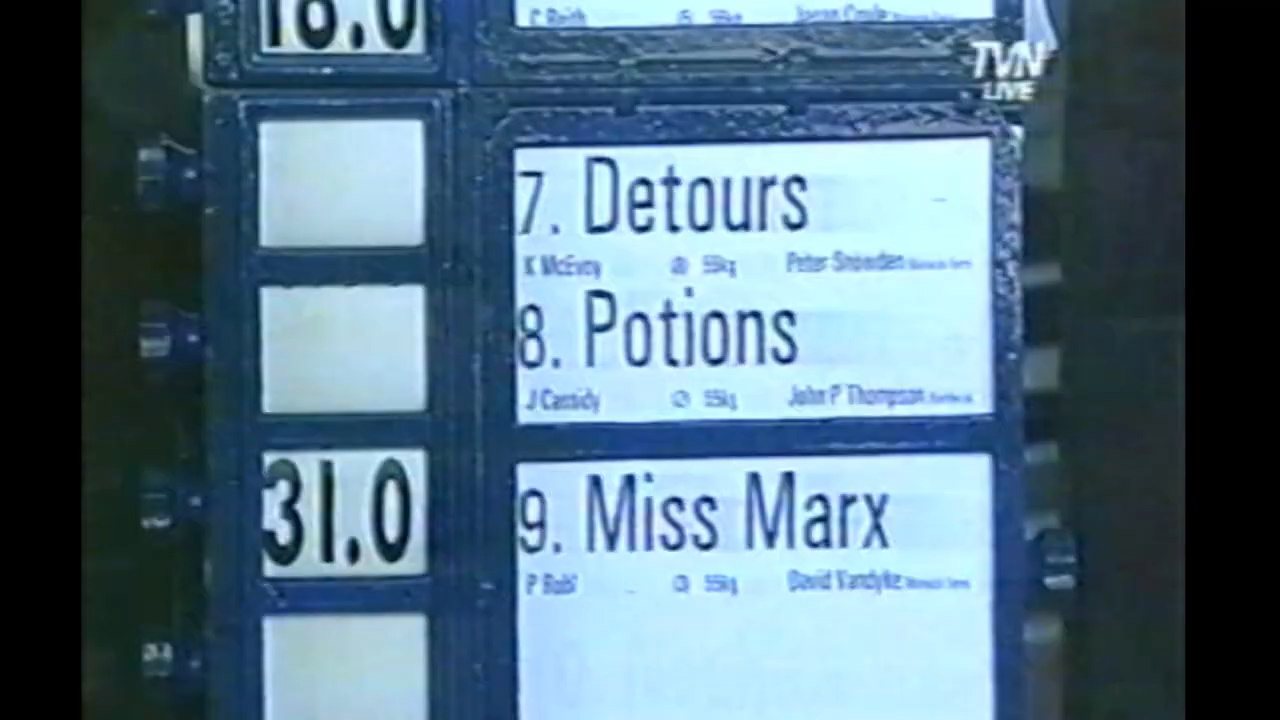 18.0
TVN
LIVE
7. Detours
K McEvoy 55kg Peter Snowden
8. Potions
J Cassidy 55kg John P Thompson
31.0
9. Miss Marx
P Robl 55kg David Vandyke